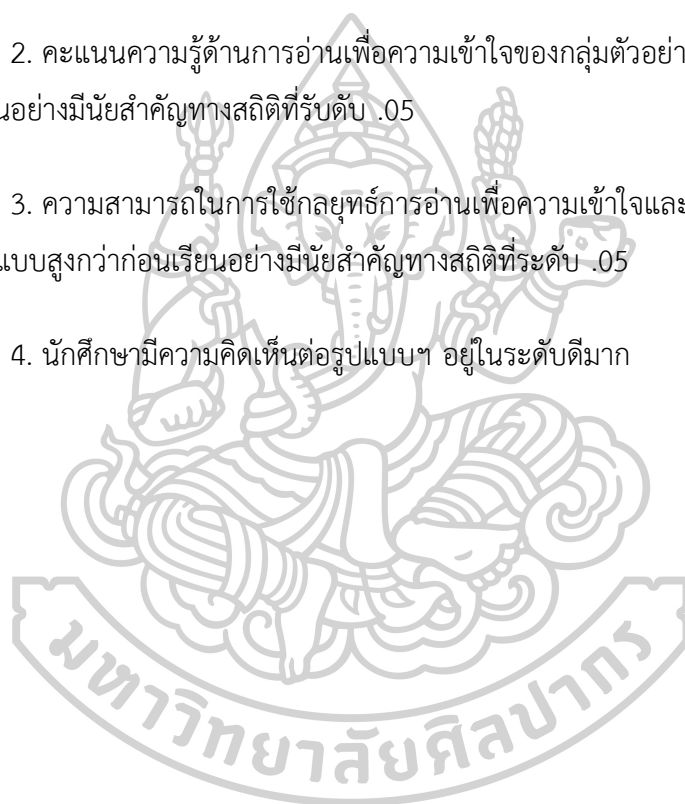 2. คะแนนความรู้ด้านการอ่านเพื่อความเข้าใจของกลุ่มตัวอย่า
นอย่างมีนัยสำคัญทางสถิติที่รับดับ .05
3. ความสามารถในการใช้กลยุทธ์การอ่านเพื่อความเข้าใจและ
แบบสูงกว่าก่อนเรียนอย่างมีนัยสำคัญทางสถิติที่ระดับ .05
4. นักศึกษามีความคิดเห็นต่อรูปแบบฯ อยู่ในระดับดีมาก
มหาวิทยาลัยศิลปากร